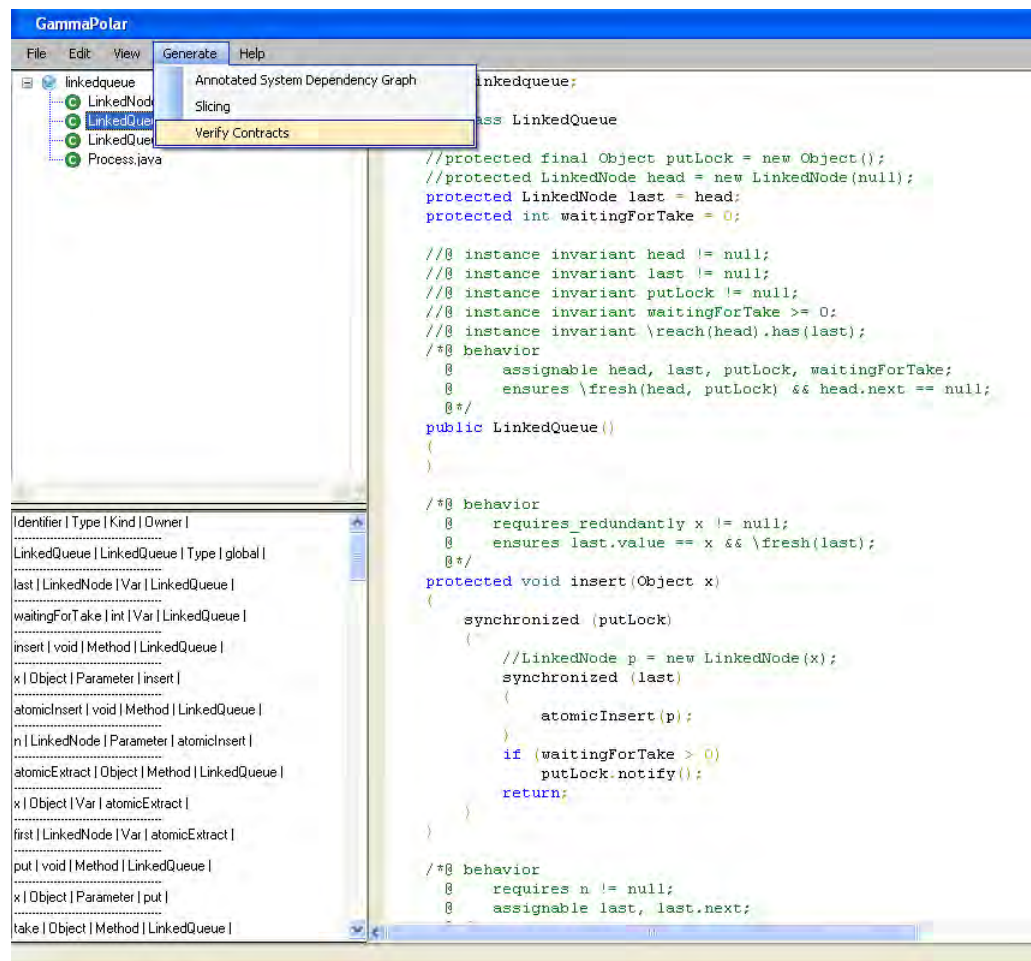 GammaPolar
File Edit View Generate Help
Annotated System Dependency Graph
Slicing
Verify Contracts
linkedqueue
LinkedNod
LinkedQue
LinkedQue
Process.java
inkedqueue;
ass LinkedQueue
//protected final Object putLock = new Object();
//protected LinkedNode head = new LinkedNode(null);
protected LinkedNode last = head;
protected int waitingForTake = 0;
//@ instance invariant head != null;
//@ instance invariant last != null;
//@ instance invariant putLock != null;
//@ instance invariant waitingForTake >= 0;
//@ instance invariant \reach(head).has(last);
/*@ behavior
@ assignable head, last, putLock, waitingForTake;
@ ensures \fresh(head, putLock) && head.next == null;
@*/
public LinkedQueue()
{
}
/*@ behavior
@ requires_redundantly x != null;
@ ensures last.value == x && \fresh(last);
@*/
protected void insert(Object x)
{
synchronized (putLock)
{
//LinkedNode p = new LinkedNode(x);
synchronized (last)
{
atomicInsert(p);
}
if (waitingForTake > 0)
putLock.notify();
return;
}
}
/*@ behavior
@ requires n != null;
@ assignable last, last.next;
Identifier | Type | Kind | Owner |
--------------------------------------
LinkedQueue | LinkedQueue | Type | global |
--------------------------------------
last | LinkedNode | Var | LinkedQueue |
--------------------------------------
waitingForTake | int | Var | LinkedQueue |
--------------------------------------
insert | void | Method | LinkedQueue |
--------------------------------------
x | Object | Parameter | insert |
--------------------------------------
atomicInsert | void | Method | LinkedQueue |
--------------------------------------
n | LinkedNode | Parameter | atomicInsert |
--------------------------------------
atomicExtract | Object | Method | LinkedQueue |
--------------------------------------
x | Object | Var | atomicExtract |
--------------------------------------
first | LinkedNode | Var | atomicExtract |
--------------------------------------
put | void | Method | LinkedQueue |
--------------------------------------
x | Object | Parameter | put |
--------------------------------------
take | Object | Method | LinkedQueue |